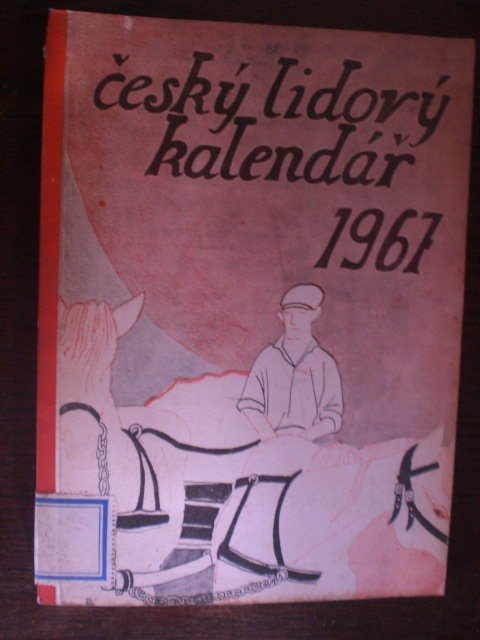 český lidový
kalendář
1967